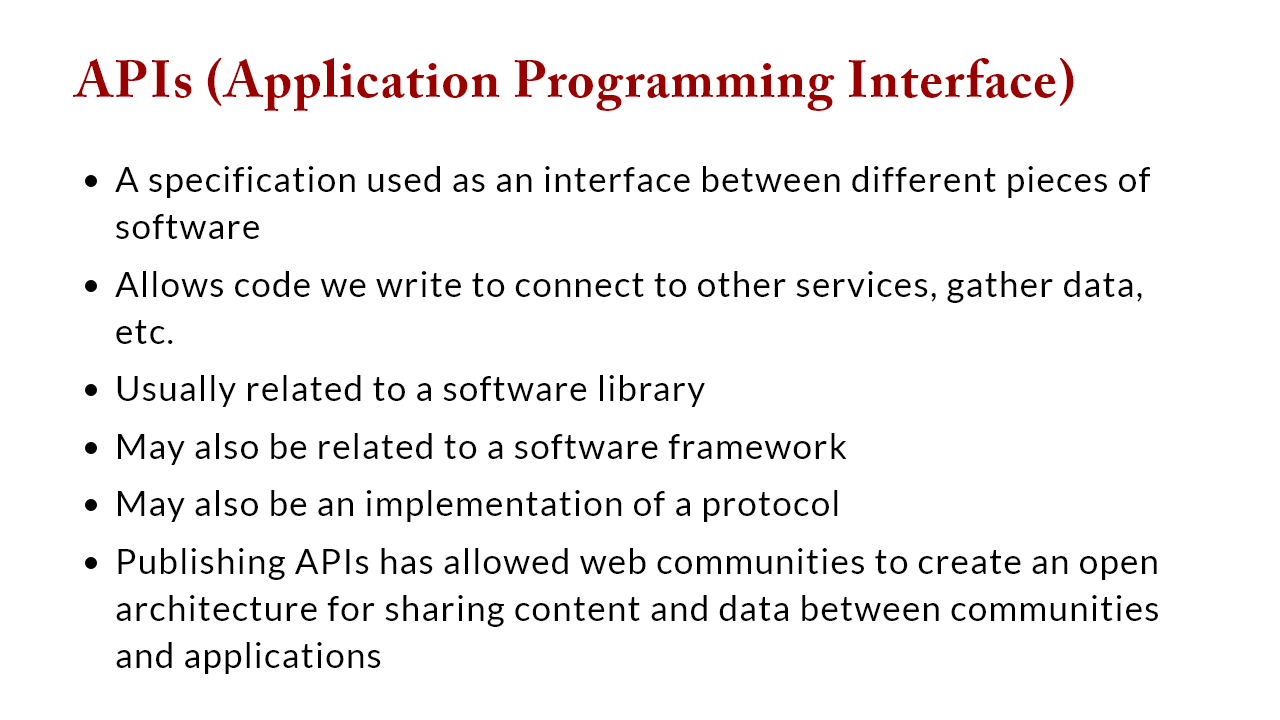 APIs (Application Programming Interface)
• A specification used as an interface between different pieces of
software
• Allows code we write to connect to other services, gather data,
etc.
• Usually related to a software library
• May also be related to a software framework
• May also be an implementation of a protocol
• Publishing APIs has allowed web communities to create an open
architecture for sharing content and data between communities
and applications